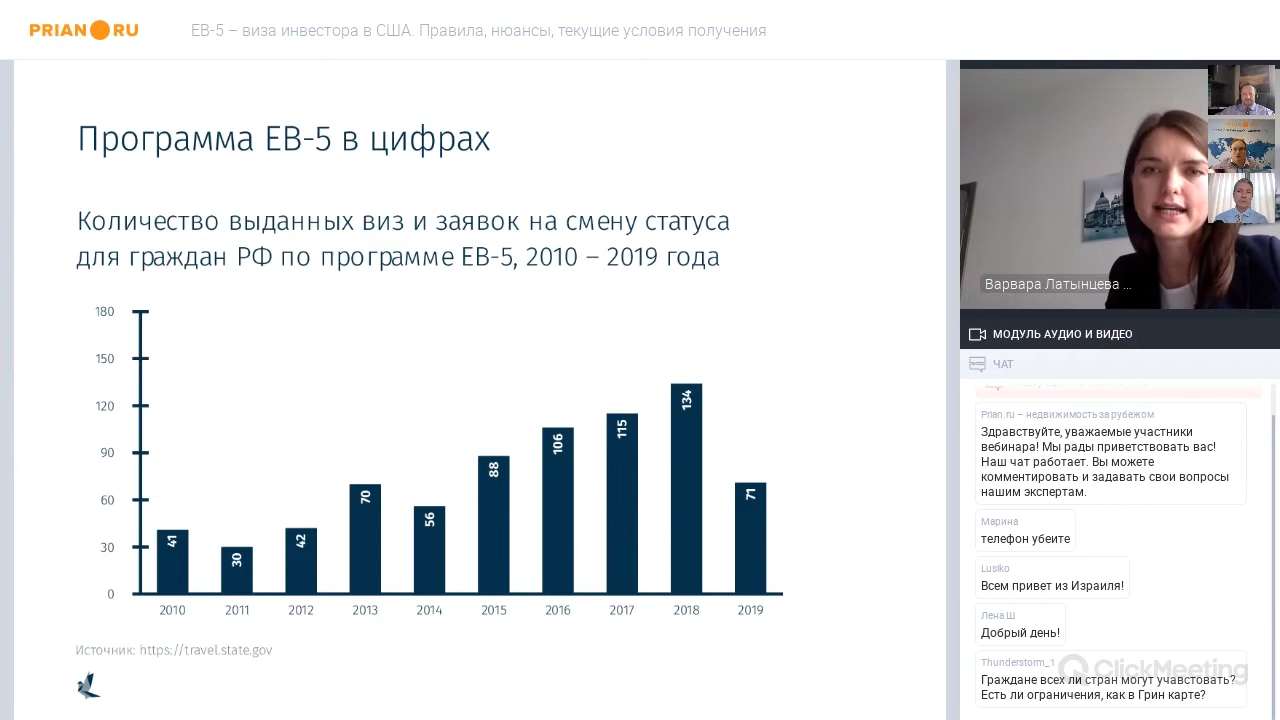 PRIAN RU
EB-5 – виза инвестора в США. Правила, нюансы, текущие условия получения
Программа EB-5 в цифрах
Количество выданных виз и заявок на смену статуса
для граждан РФ по программе EB-5, 2010 – 2019 года
180
150
120
90
60
30
0
41
30
42
70
56
88
106
115
134
71
2010
2011
2012
2013
2014
2015
2016
2017
2018
2019
Источник: https://travel.state.gov
Варвара Латынцева ...
МОДУЛЬ АУДИО И ВИДЕО
ЧАТ
Prian.ru – недвижимость за рубежом
Здравствуйте, уважаемые участники
вебинара! Мы рады приветствовать вас!
Наш чат работает. Вы можете
комментировать и задавать свои вопросы
нашим экспертам.
Марина
телефон убеите
Lusiko
Всем привет из Израиля!
Лена Ш
Добрый день!
Thunderstorm_1
ClickMeeting
Граждане всех ли стран могут учавстовать?
Есть ли ограничения, как в Грин карте?